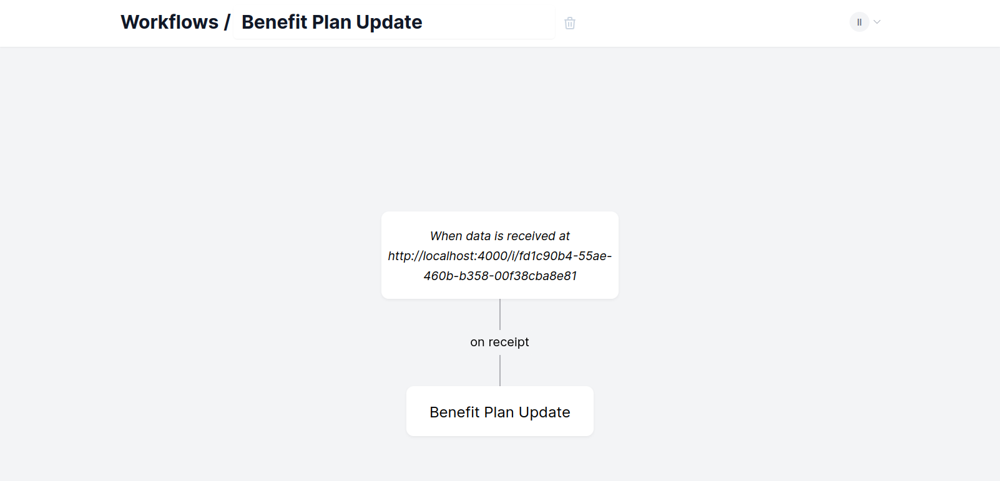 Workflows / Benefit Plan Update
II
When data is received at
http://localhost:4000/i/fd1c90b4-55ae-
460b-b358-00f38cba8e81
on receipt
Benefit Plan Update